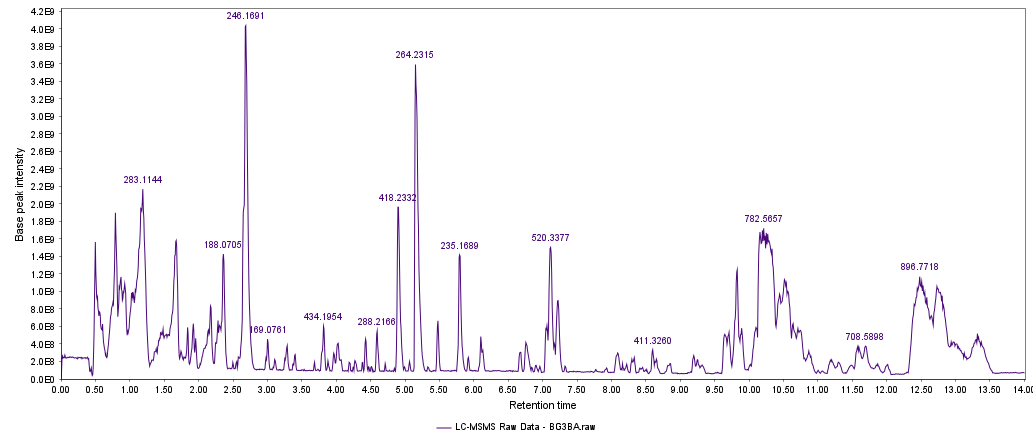 4.2E9
4.0E9
3.8E9
3.6E9
3.4E9
3.2E9
3.0E9
2.8E9
2.6E9
2.4E9
2.2E9
2.0E9
1.8E9
1.6E9
1.4E9
1.2E9
1.0E9
8.0E8
6.0E8
4.0E8
2.0E8
0.0E0
Base peak intensity
246.1691
264.2315
283.1144
418.2332
188.0705
235.1689
520.3377
782.5657
169.0761
434.1954
288.2166
411.3260
708.5898
896.7718
0.00 0.50 1.00 1.50 2.00 2.50 3.00 3.50 4.00 4.50 5.00 5.50 6.00 6.50 7.00 7.50 8.00 8.50 9.00 9.50 10.00 10.50 11.00 11.50 12.00 12.50 13.00 13.50 14.00
Retention time
LC-MSMS Raw Data - BG3BA.raw